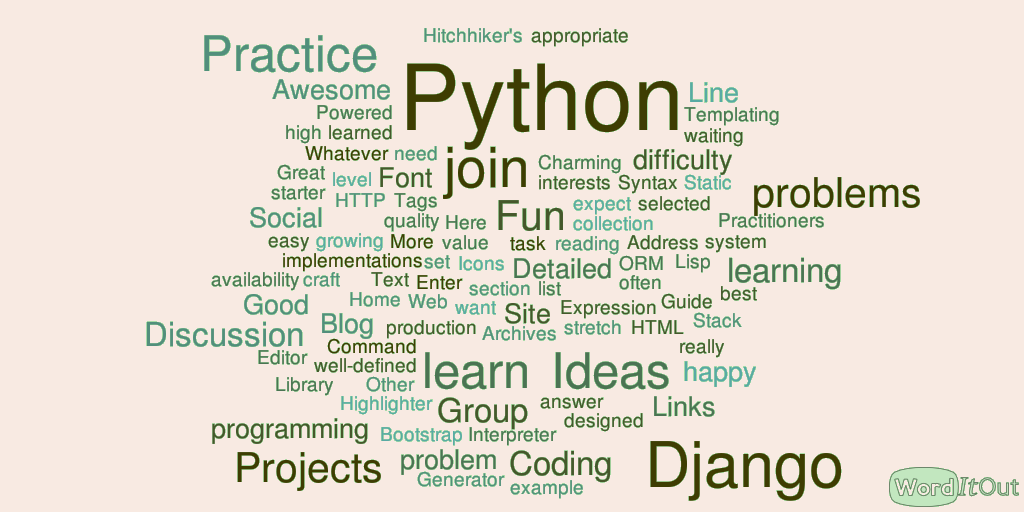 Hitchhiker's appropriate
Practice
Python
Awesome
Line
Powered
Templating
high learned
waiting
Whatever need
join
Charming difficulty
Great level Font
interests Syntax Static
starter
HTTP Tags
problems
expect selected
Social
quality Here
Fun
collection
Practitioners
easy growing More value task reading Address system
implementations set Icons
Detailed
ORM Lisp
learning
availability craft
Text Enter
section list
often
Good
Home Web want
Site
Expression Guide best
Discussion
Blog
production
Archives stretch HTML Stack
Command
really
Editor
well-defined
learn Ideas
happy
Library Other
Highlighter
Group
answer
Links
designed
programming
Bootstrap Interpreter
Projects
problem
Coding
Django
Generator
example
WordItOut